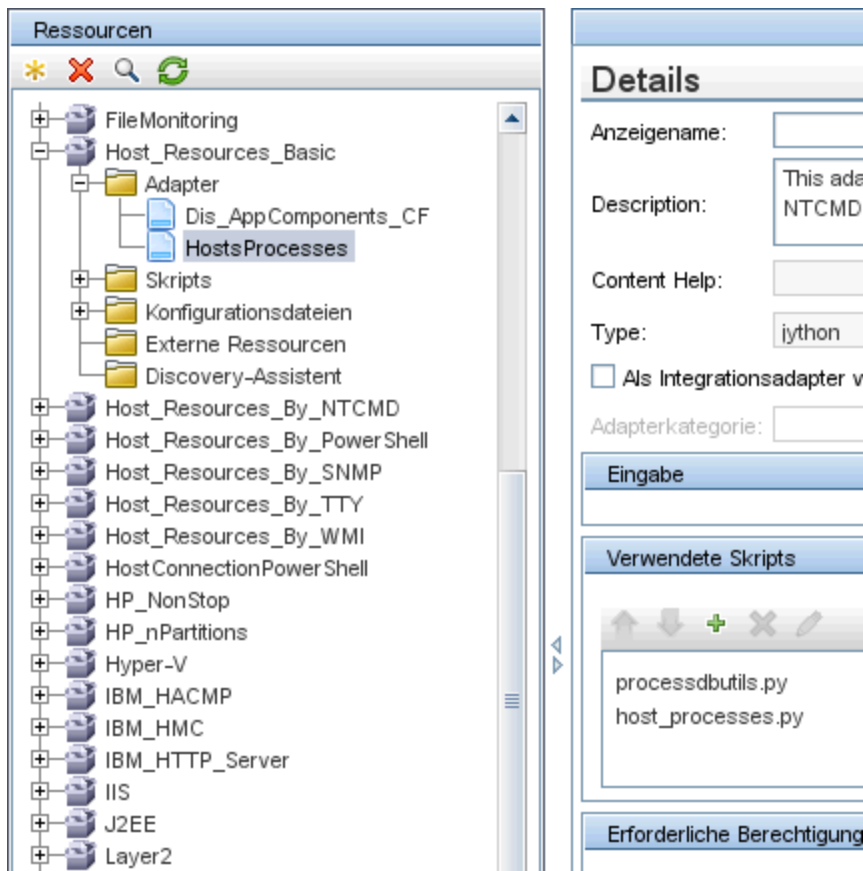 Ressourcen
FileMonitoring
Host_Resources_Basic
Adapter
Dis_AppComponents_CF
HostsProcesses
Skripts
Konfigurationsdateien
Externe Ressourcen
Discovery-Assistent
Host_Resources_By_NTCMD
Host_Resources_By_PowerShell
Host_Resources_By_SNMP
Host_Resources_By_TTY
Host_Resources_By_WMI
HostConnectionPowerShell
HP_NonStop
HP_nPartitions
Hyper-V
IBM_HACMP
IBM_HMC
IBM_HTTP_Server
IIS
J2EE
Layer2
Details
Anzeigename:
Description:
This ada
NTCMD
Content Help:
Type:
jython
Als Integrationsadapter v
Adapterkategorie:
Eingabe
Verwendete Skripts
processdbutils.py
host_processes.py
Erforderliche Berechtigung